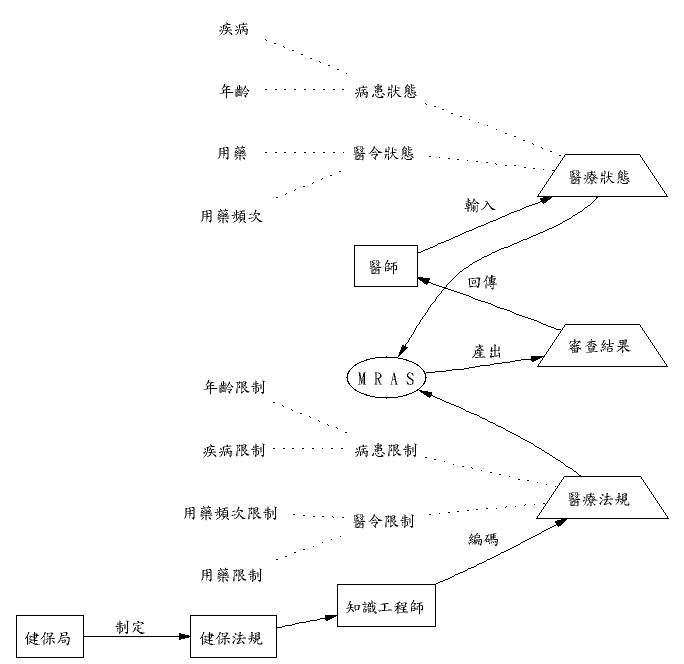 疾病
年齡
病患狀態
用藥
醫令狀態
醫療狀態
用藥頻次
輸入
醫師
回傳
審查結果
產出
MRAS
年齡限制
疾病限制
病患限制
醫療法規
用藥頻次限制
醫令限制
編碼
用藥限制
知識工程師
制定
健保局
健保法規